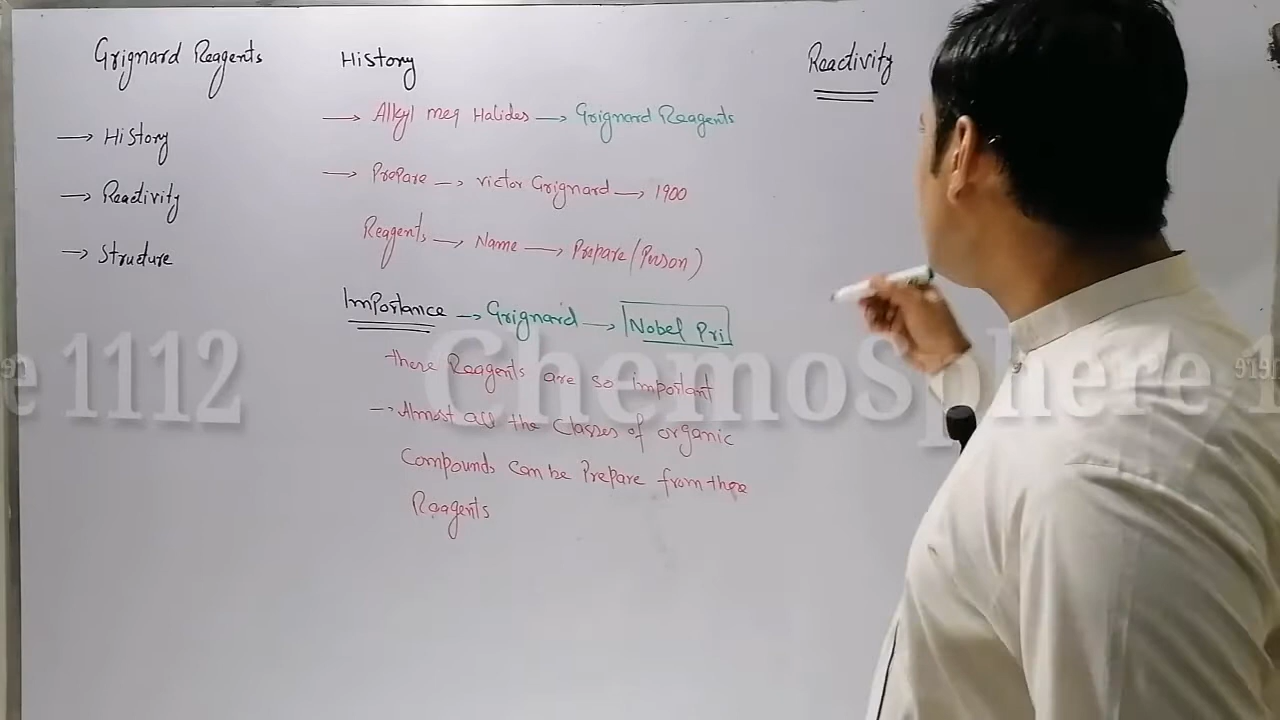 Grignard Reagents
→ History
→ Reactivity
→ Structure
History
→ Alkyl meg Halides → Grignard Reagents
→ Prepare → victor Grignard → 1900
Reagents → Name → Prepare (Person)
Importance → Grignard → Nobel Pri
these Reagents are so important
→ Almost all the Classes of organic
Compounds can be Prepare from these
Reagents
Reactivity
re 1112 ChemoSphere 1